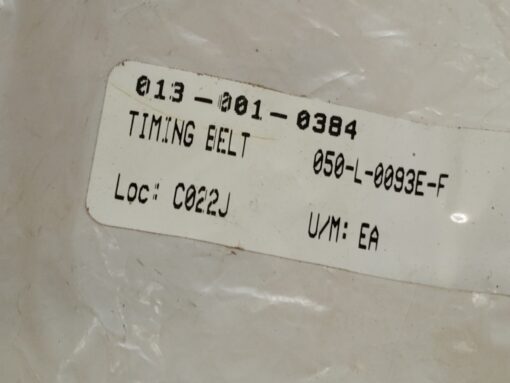 013-001-0384
TIMING BELT 050-L-0093E-F
Loc: C022J U/M: EA